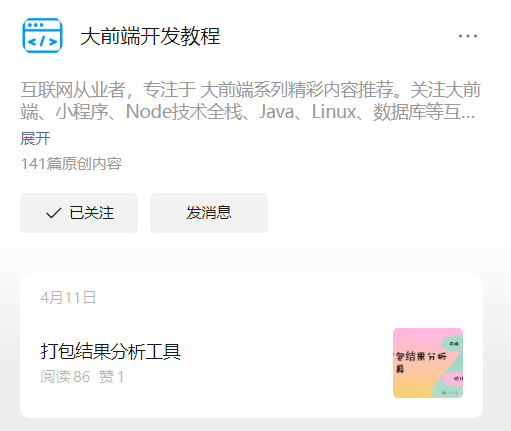 大前端开发教程
互联网从业者，专注于 大前端系列精彩内容推荐。关注大前
端、小程序、Node技术全栈、Java、Linux、数据库等互...
展开
141篇原创内容
已关注
发消息
4月11日
打包结果分析工具
阅读 86 赞 1
包结果分析
具